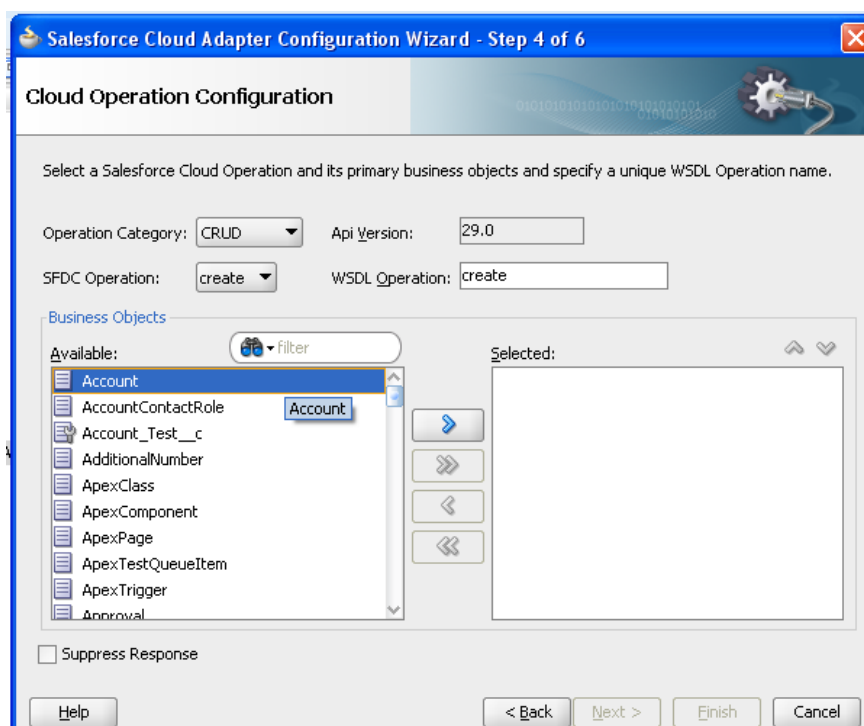 Salesforce Cloud Adapter Configuration Wizard - Step 4 of 6
Cloud Operation Configuration
Select a Salesforce Cloud Operation and its primary business objects and specify a unique WSDL Operation name.
Operation Category: CRUD Api Version: 29.0
SFDC Operation: create WSDL Operation: create
Business Objects
Available: filter Selected:
Account
AccountContactRole Account
Account_Test__c
AdditionalNumber
ApexClass
ApexComponent
ApexPage
ApexTestQueueItem
ApexTrigger
Approval
Suppress Response
Help < Back Next > Finish Cancel